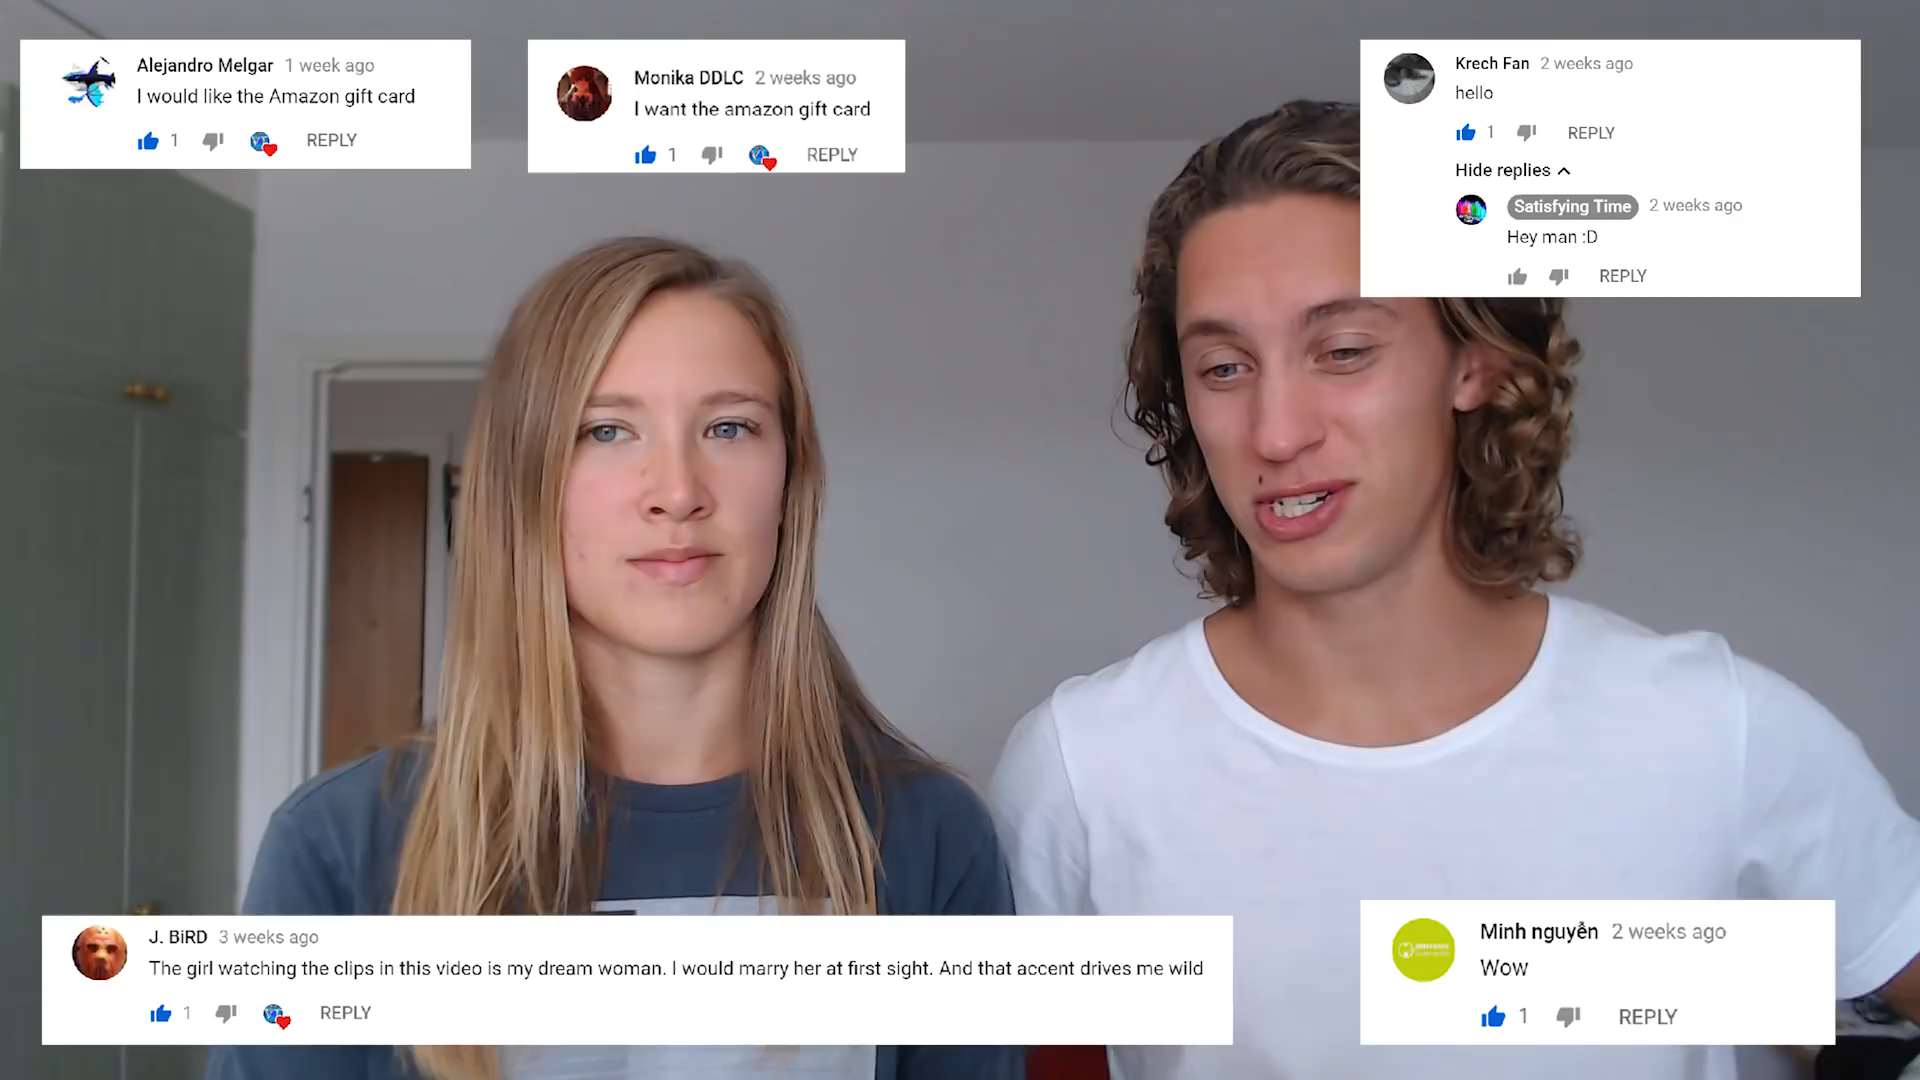 Alejandro Melgar 1 week ago
I would like the Amazon gift card
1 REPLY
Monika DDLC 2 weeks ago
I want the amazon gift card
1 REPLY
Krech Fan 2 weeks ago
hello
1 REPLY
Hide replies
Satisfying Time 2 weeks ago
Hey man :D
REPLY
J. BiRD 3 weeks ago
The girl watching the clips in this video is my dream woman. I would marry her at first sight. And that accent drives me wild
1 REPLY
Minh nguyễn 2 weeks ago
Wow
1 REPLY